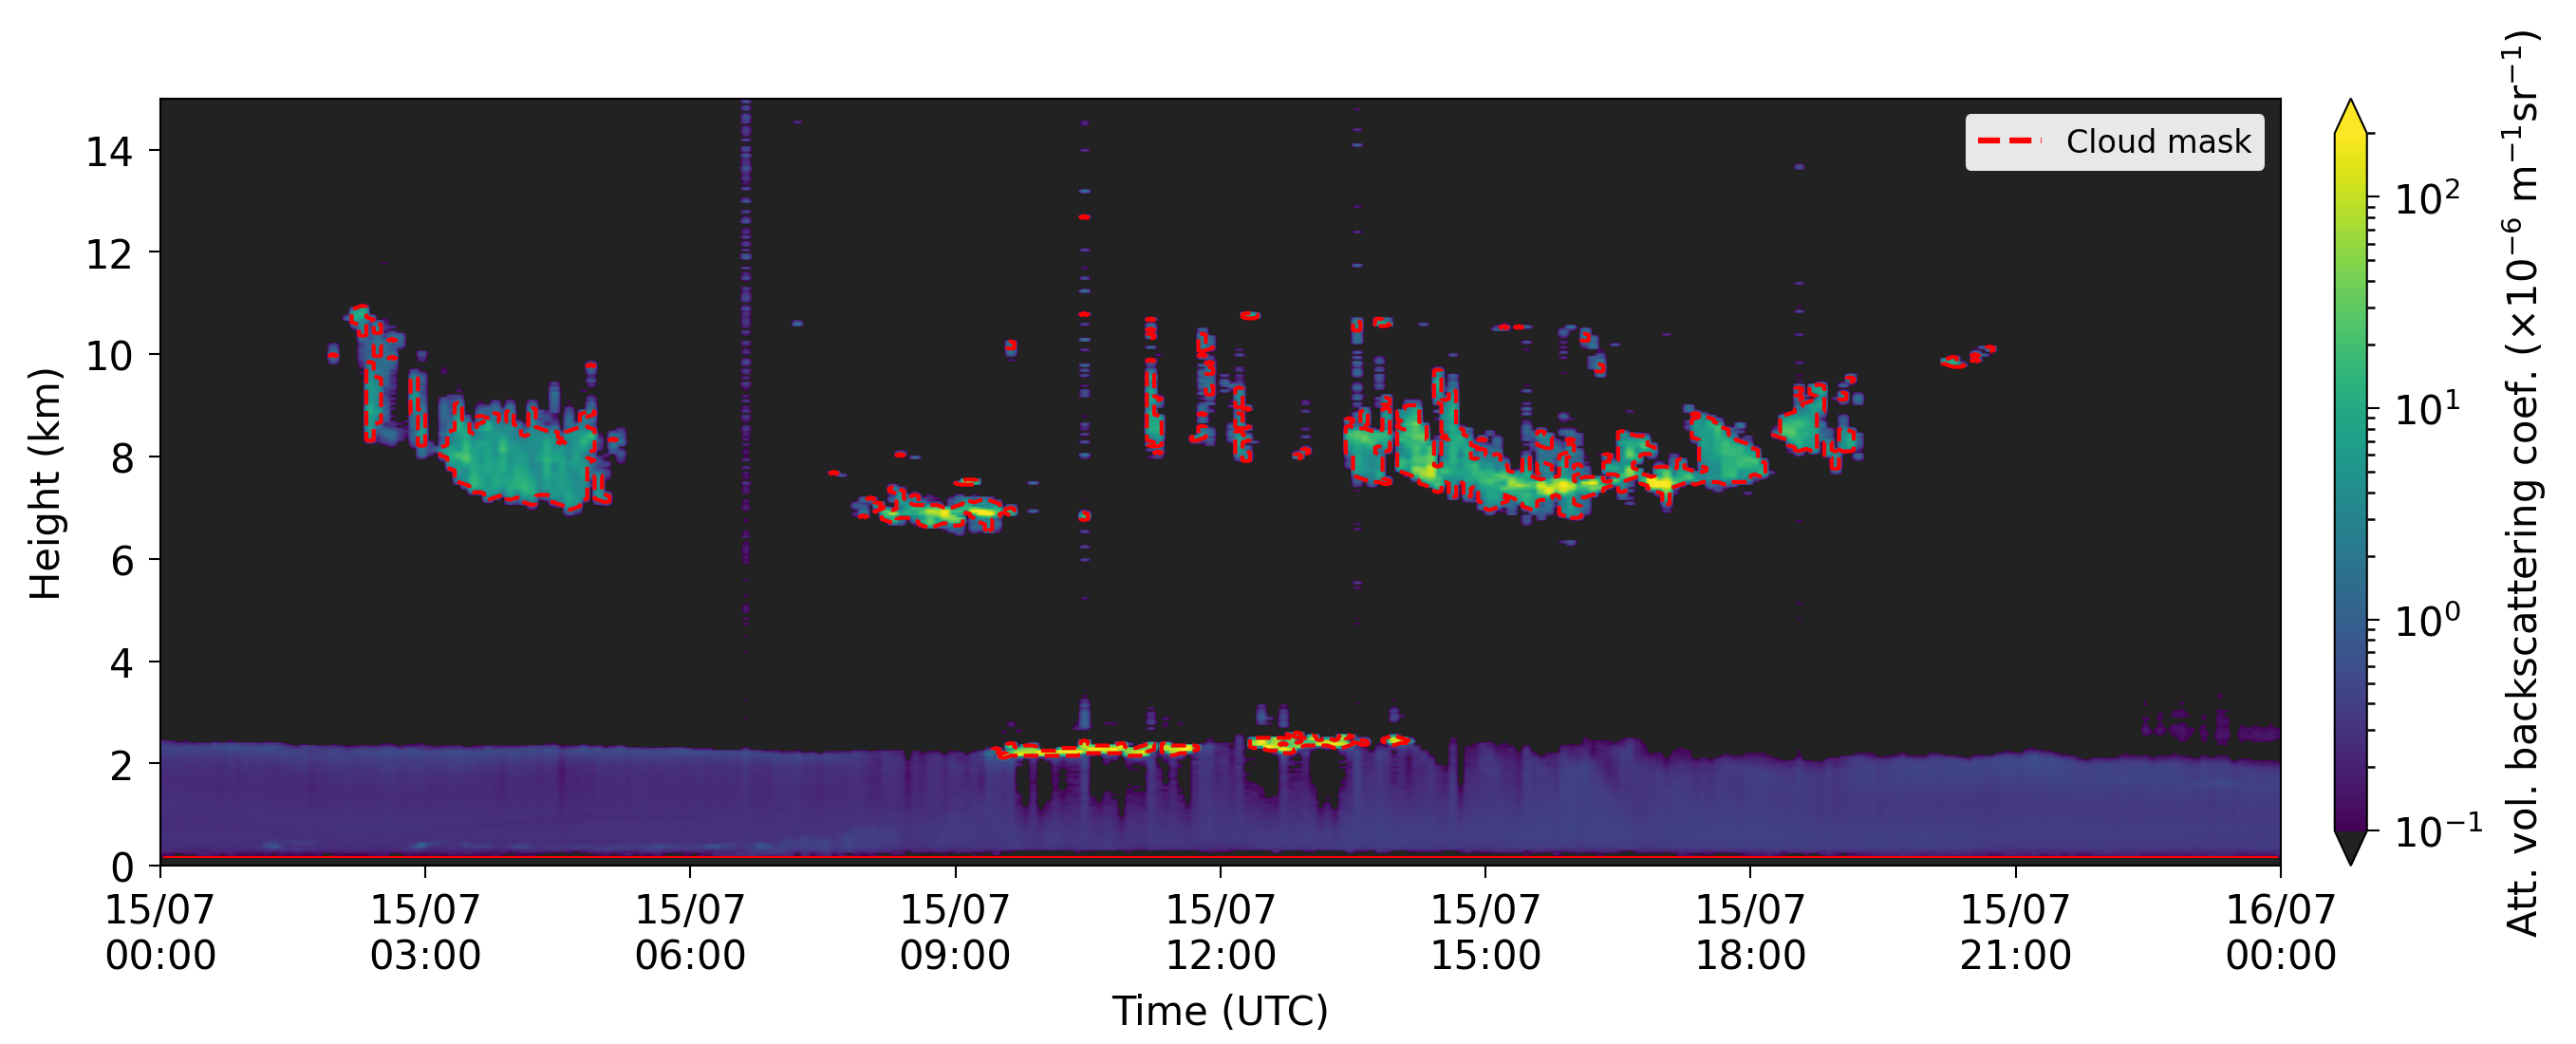 Cloud mask
14
12
10
8
6
4
2
0
Height (km)
15/07 15/07 15/07 15/07 15/07 15/07 15/07 15/07 16/07
00:00 03:00 06:00 09:00 12:00 15:00 18:00 21:00 00:00
Time (UTC)
10²
10¹
10⁰
10⁻¹
Att. vol. backscattering coef. (×10⁻⁶ m⁻¹sr⁻¹)